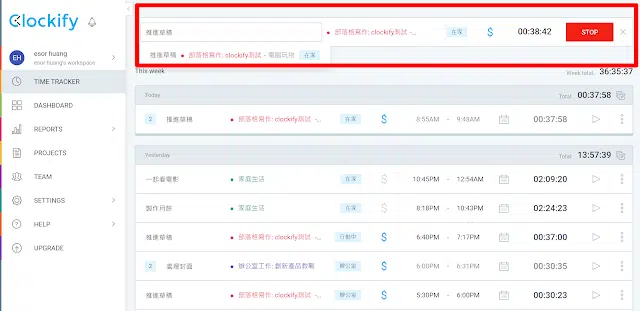 Clockify
推進草稿 • 部落格寫作: clockify測試 -... 在家 $ 00:38:42 STOP ×
推進草稿 • 部落格寫作: clockify測試 - 電腦玩物 在家
EH esor huang
esor huang's workspace
TIME TRACKER
DASHBOARD
REPORTS
PROJECTS
TEAM
SETTINGS
HELP
UPGRADE
This week Week total: 36:35:37
Today Total: 00:37:58
2 推進草稿 • 部落格寫作: clockify測試 -... 在家 $ 8:55AM - 9:48AM 00:37:58
Yesterday Total: 13:57:39
一起看電影 • 家庭生活 在家 $ 10:45PM - 12:54AM 02:09:20
製作月餅 • 家庭生活 在家 $ 8:18PM - 10:43PM 02:24:23
推進草稿 • 部落格寫作: clockify測試 -... 行動中 $ 6:40PM - 7:17PM 00:37:00
2 處理封面 • 辦公室工作: 創新產品教戰 辦公室 $ 6:00PM - 6:31PM 00:30:35
推進草稿 • 部落格寫作: clockify測試 -... 辦公室 $ 5:30PM - 6:00PM 00:30:23